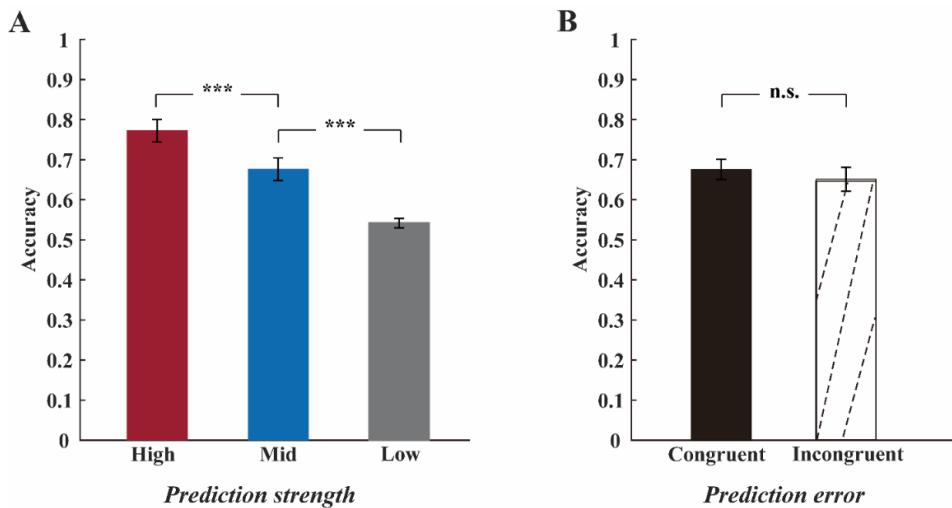 A
1
0.9
0.8
0.7
0.6
0.5
0.4
0.3
0.2
0.1
0
Accuracy
***
***
High Mid Low
Prediction strength
B
1
0.9
0.8
0.7
0.6
0.5
0.4
0.3
0.2
0.1
0
Accuracy
n.s.
Congruent Incongruent
Prediction error